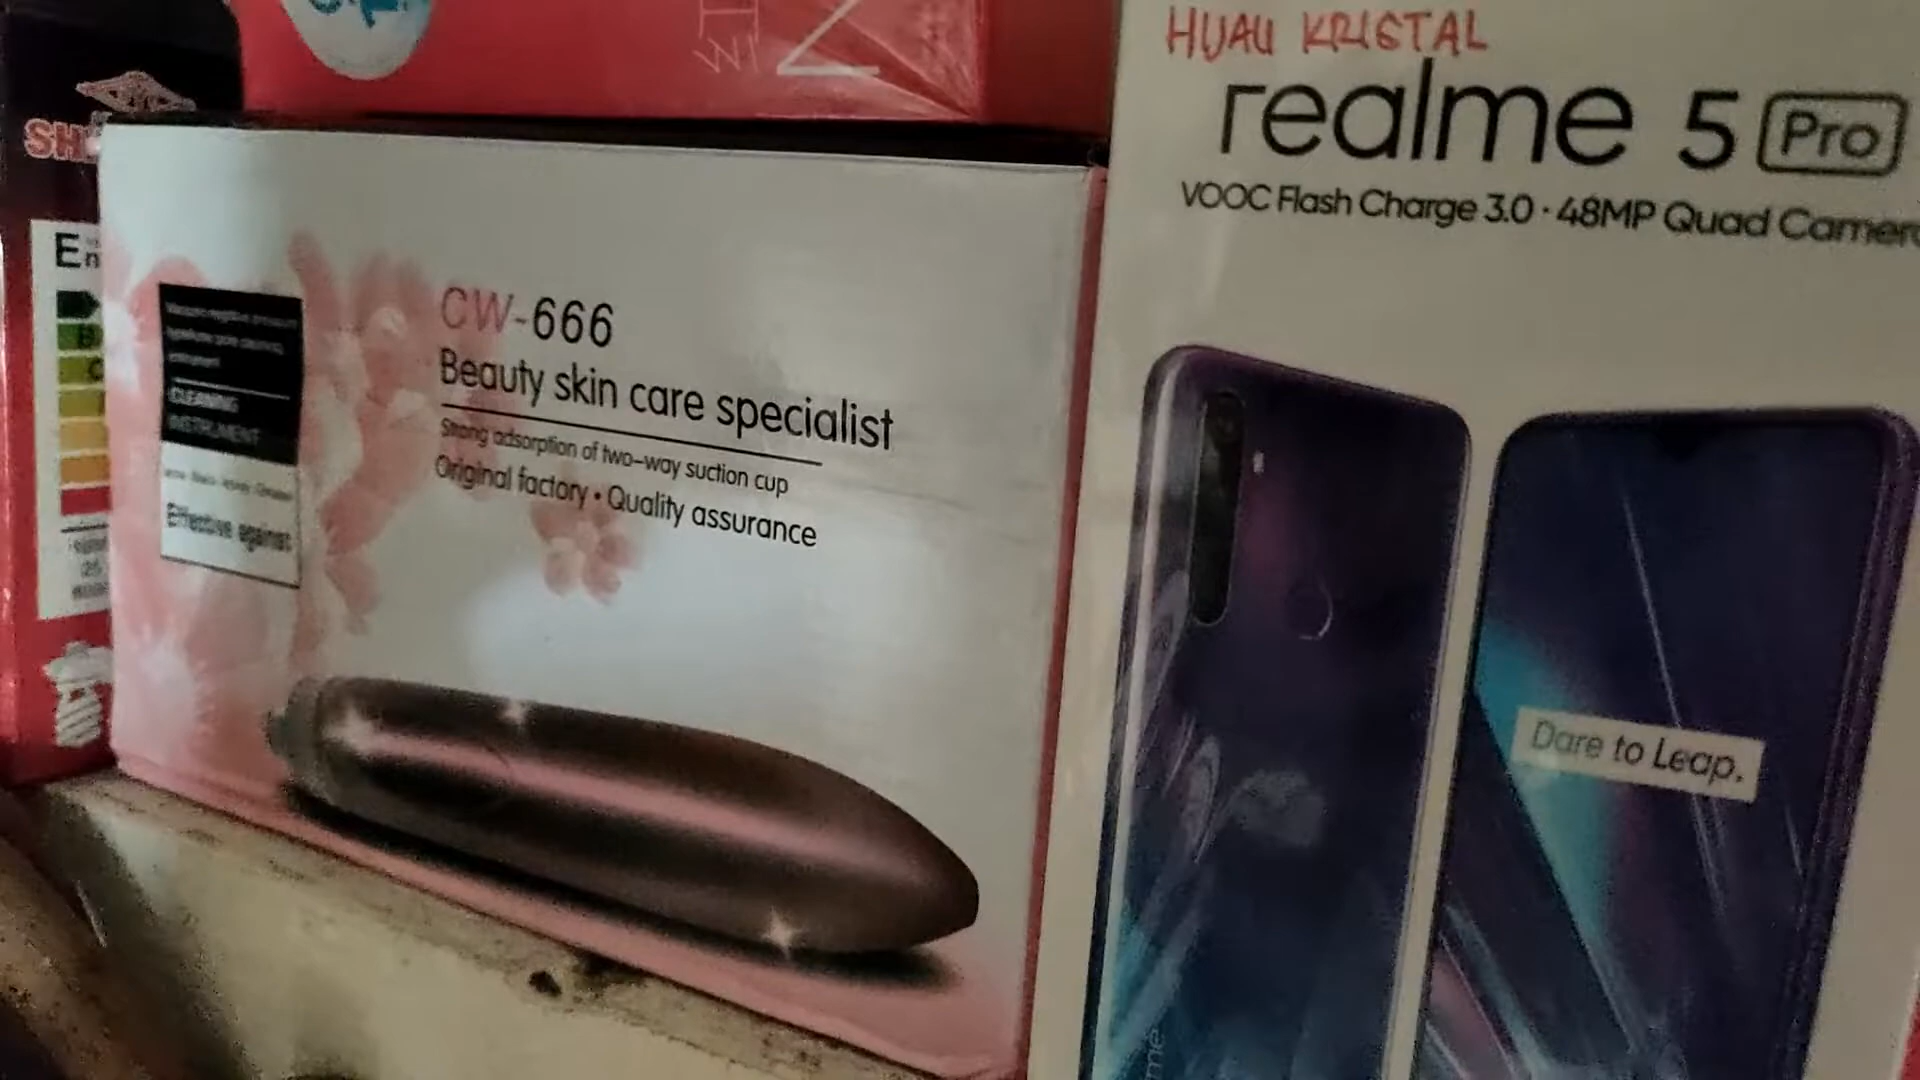 CW-666
Beauty skin care specialist
Strong adsorption of two-way suction cup
Original factory • Quality assurance
CLEANING
INSTRUMENT
Effective against
HIJAU KRISTAL
realme 5 Pro
VOOC Flash Charge 3.0 · 48MP Quad Camera
Dare to Leap.